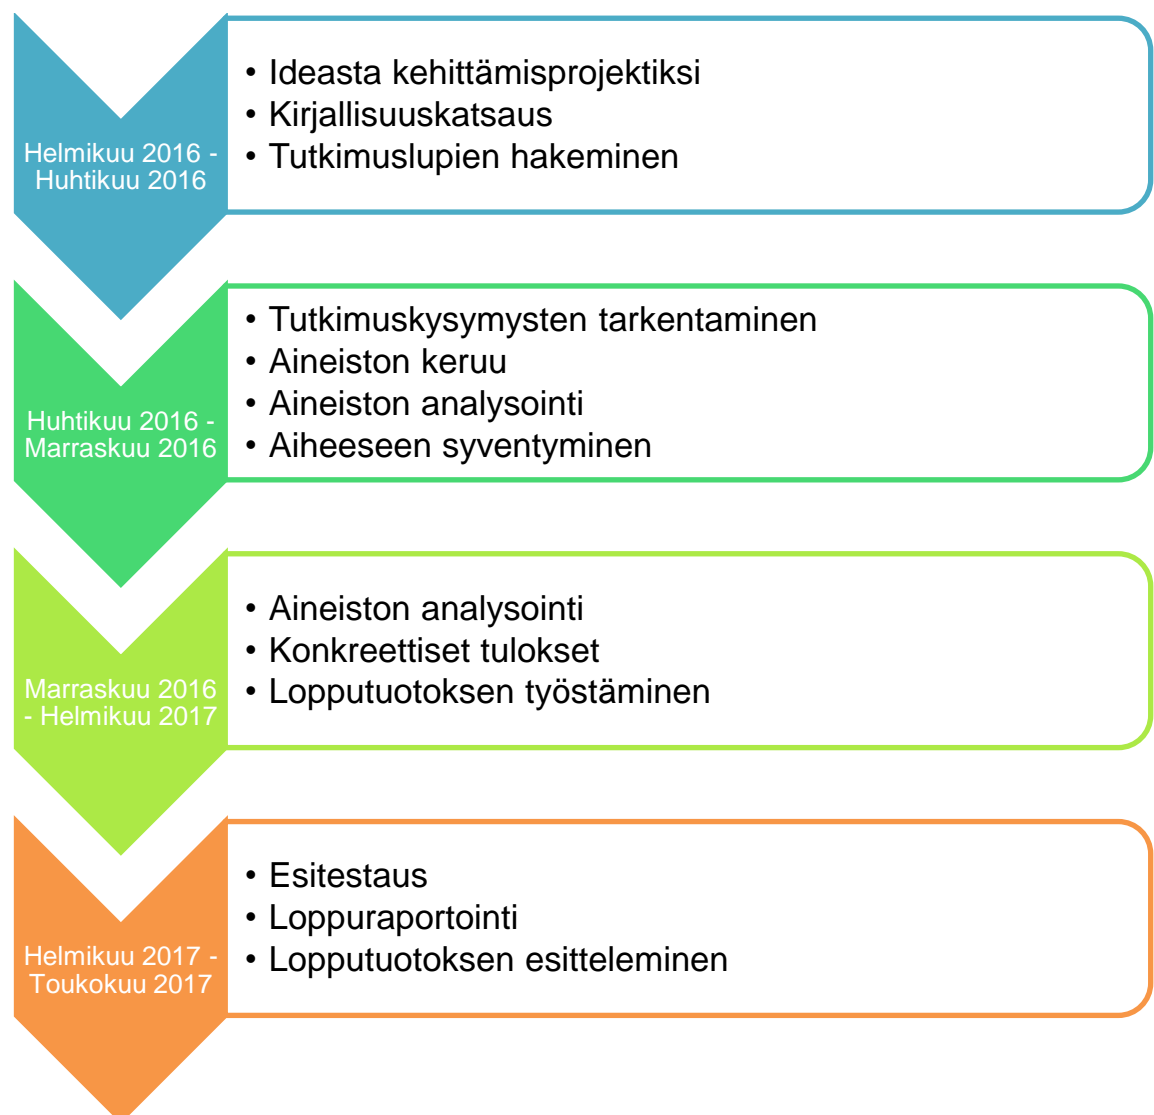 Helmikuu 2016 -
Huhtikuu 2016
• Ideasta kehittämisprojektiksi
• Kirjallisuuskatsaus
• Tutkimuslupien hakeminen
Huhtikuu 2016 -
Marraskuu 2016
• Tutkimuskysymysten tarkentaminen
• Aineiston keruu
• Aineiston analysointi
• Aiheeseen syventyminen
Marraskuu 2016
- Helmikuu 2017
• Aineiston analysointi
• Konkreettiset tulokset
• Lopputuotoksen työstäminen
Helmikuu 2017 -
Toukokuu 2017
• Esitestaus
• Loppuraportointi
• Lopputuotoksen esitteleminen